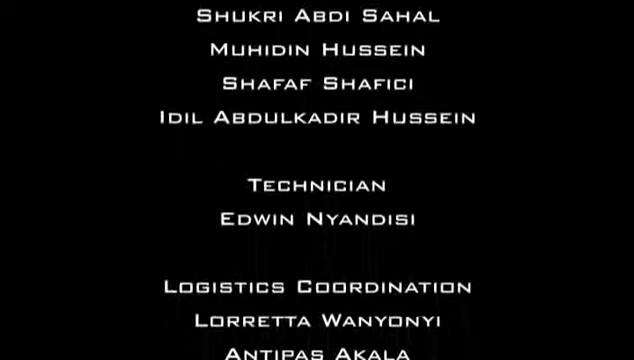 Shukri Abdi Sahal
Muhidin Hussein
Shafaf Shafici
Idil Abdulkadir Hussein
Technician
Edwin Nyandisi
Logistics Coordination
Lorretta Wanyonyi
Antipas Akala